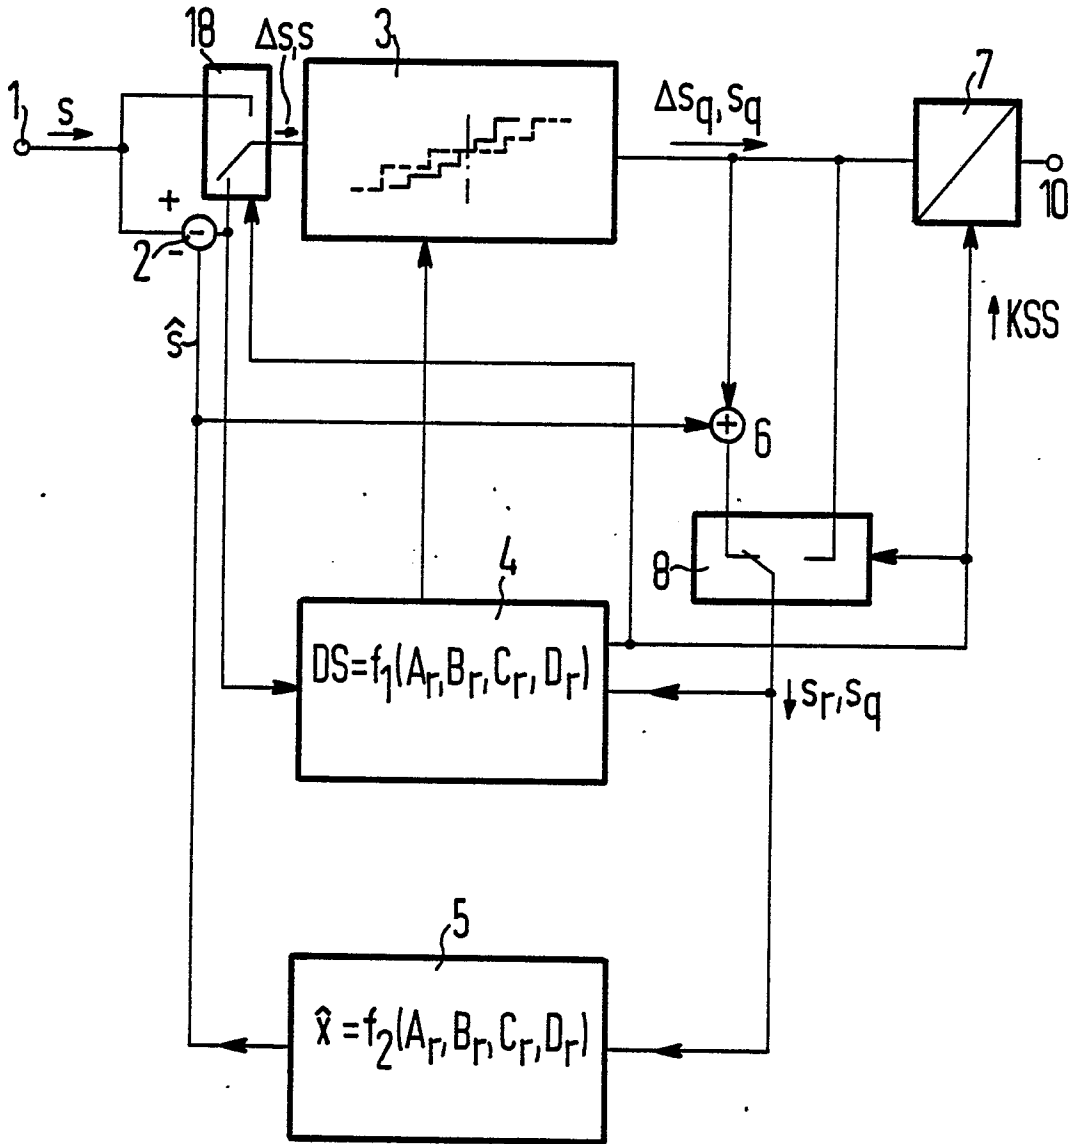 18
Δs,s
3
7
1
s
Δsq, sq
+
-
2
-
10
ŝ
↑ KSS
+
6
8
4
DS=f1(Ar, Br, Cr, Dr)
↓ sr, sq
5
x̂ =f2(Ar, Br, Cr, Dr)